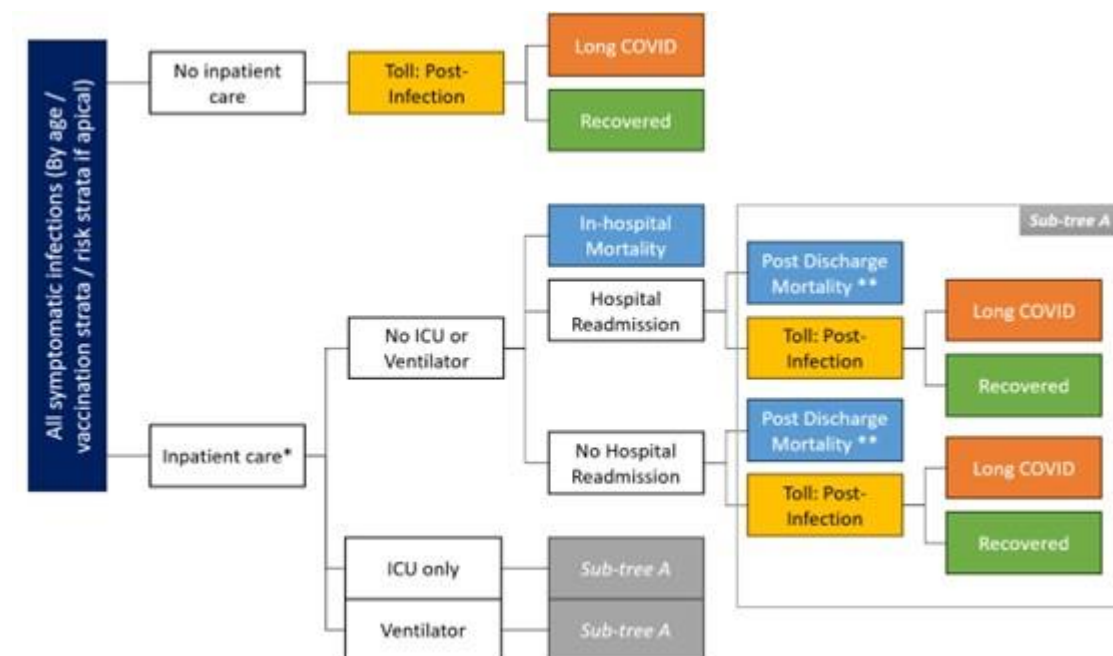 All symptomatic infections (By age /
vaccination strata / risk strata if apical)
No inpatient
care
Toll: Post-
Infection
Long COVID
Recovered
Inpatient care*
No ICU or
Ventilator
In-hospital
Mortality
Hospital
Readmission
No Hospital
Readmission
Sub-tree A
Post Discharge
Mortality **
Toll: Post-
Infection
Long COVID
Recovered
Post Discharge
Mortality **
Toll: Post-
Infection
Long COVID
Recovered
ICU only
Sub-tree A
Ventilator
Sub-tree A